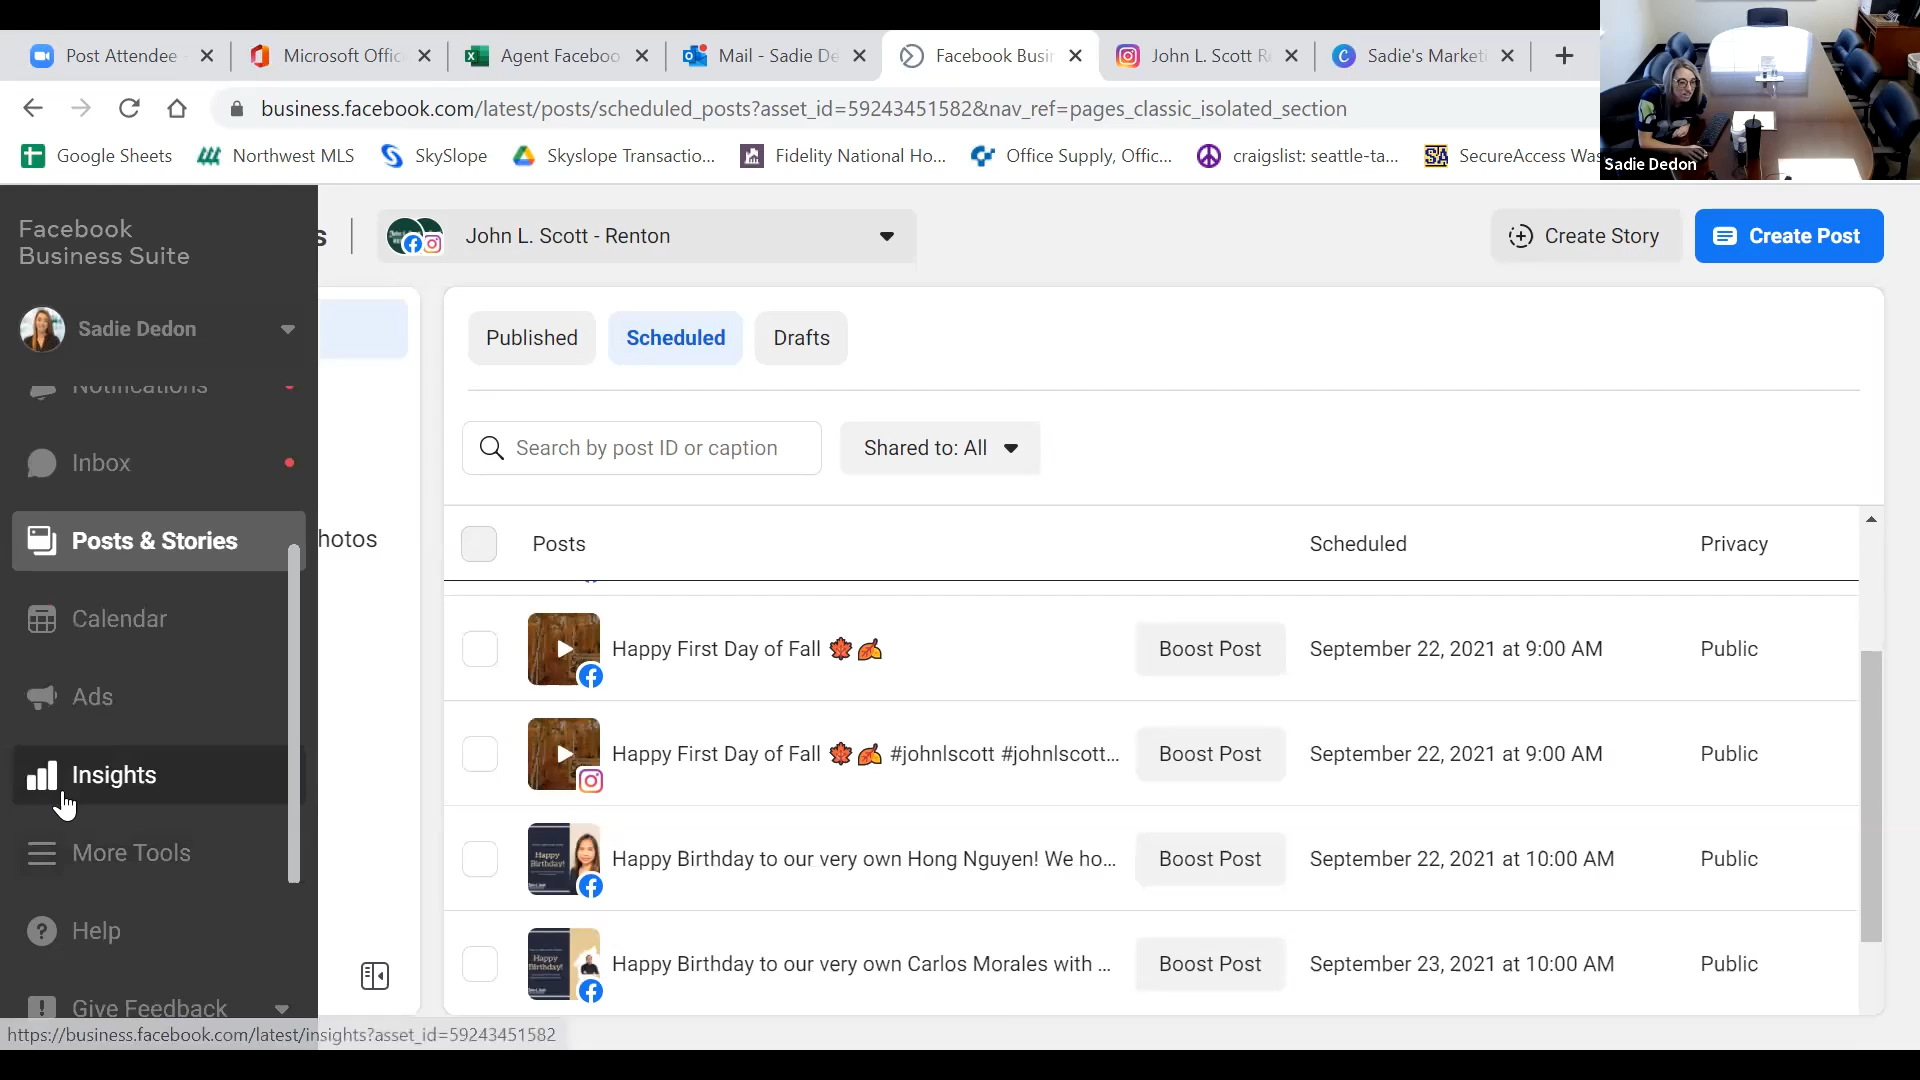 Post Attendee
Microsoft Offic
Agent Faceboo
Mail - Sadie De
Facebook Busi
John L. Scott R
Sadie's Marketi
business.facebook.com/latest/posts/scheduled_posts?asset_id=59243451582&nav_ref=pages_classic_isolated_section
Google Sheets
Northwest MLS
SkySlope
Skyslope Transactio...
Fidelity National Ho...
Office Supply, Offic...
craigslist: seattle-ta...
SecureAccess Was
Sadie Dedon
Facebook
Business Suite
s
John L. Scott - Renton
Create Story
Create Post
Sadie Dedon
Notifications
Inbox
Posts & Stories
Calendar
Ads
Insights
More Tools
Help
Give Feedback
hotos
Published
Scheduled
Drafts
Search by post ID or caption
Shared to: All
Posts
Scheduled
Privacy
Happy First Day of Fall 🍁🍂
Boost Post
September 22, 2021 at 9:00 AM
Public
Happy First Day of Fall 🍁🍂 #johnlscott #johnlscott...
Boost Post
September 22, 2021 at 9:00 AM
Public
Happy
Birthday!
Happy Birthday to our very own Hong Nguyen! We ho...
Boost Post
September 22, 2021 at 10:00 AM
Public
Happy
Birthday!
Happy Birthday to our very own Carlos Morales with ...
Boost Post
September 23, 2021 at 10:00 AM
Public
https://business.facebook.com/latest/insights?asset_id=59243451582